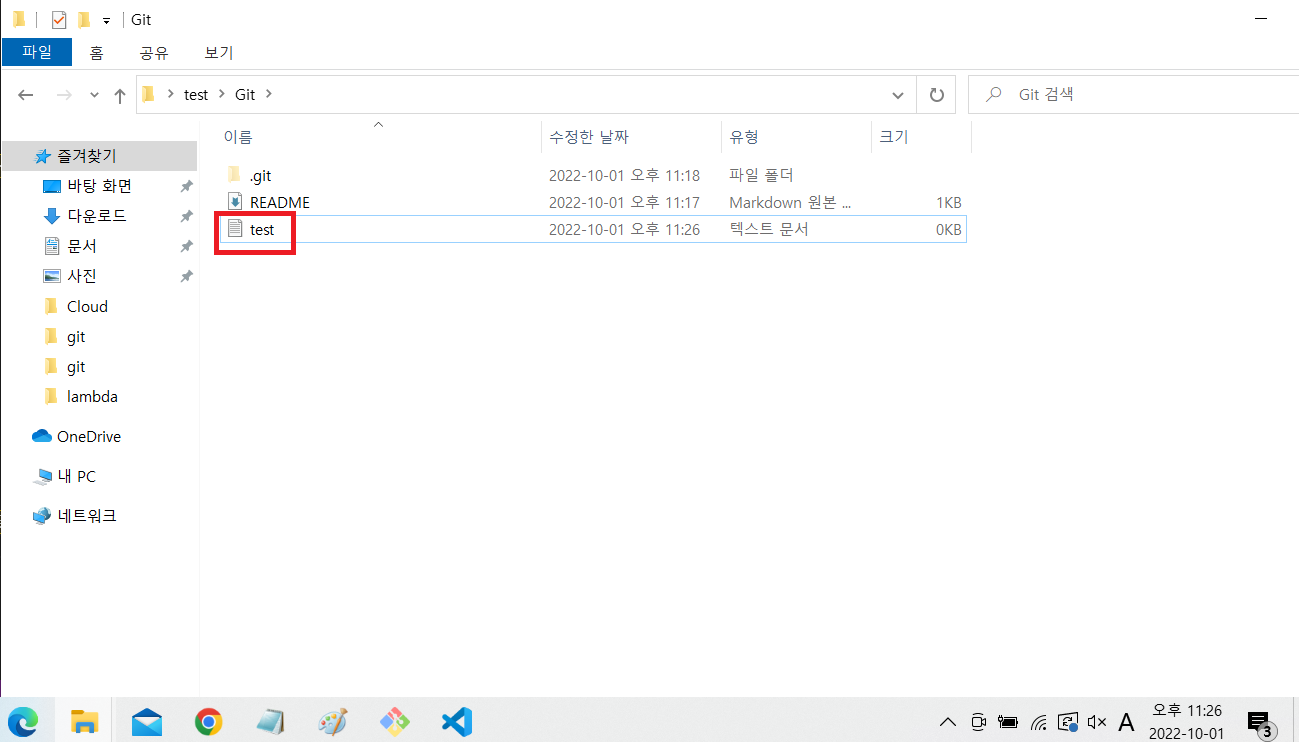 Git
파일 홈 공유 보기
test Git Git 검색
이름 수정한 날짜 유형 크기
즐겨찾기
바탕 화면
다운로드
문서
사진
Cloud
git
git
lambda
OneDrive
내 PC
네트워크
.git 2022-10-01 오후 11:18 파일 폴더
README 2022-10-01 오후 11:17 Markdown 원본 ... 1KB
test 2022-10-01 오후 11:26 텍스트 문서 0KB
A
오후 11:26
2022-10-01
3